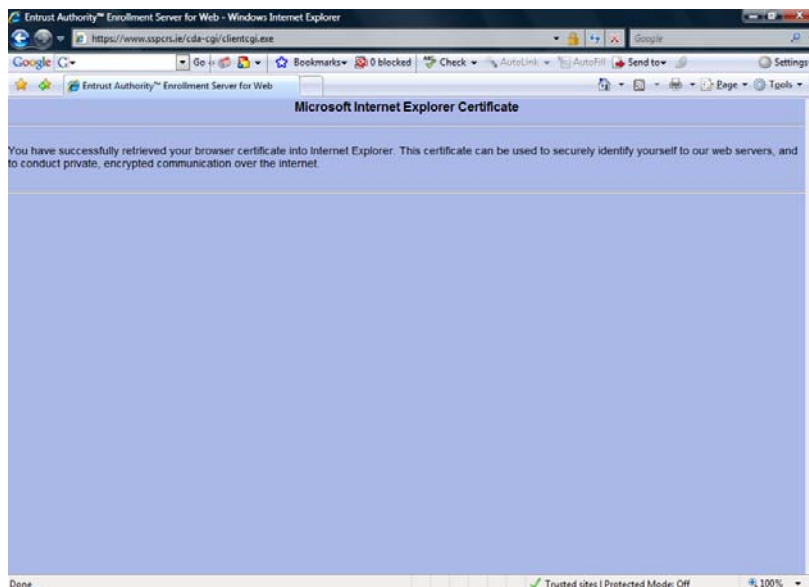 Entrust Authority™ Enrollment Server for Web - Windows Internet Explorer
https://www.sspcrs.ie/cda-cgi/clientcgi.exe
Google
Google G Go Bookmarks 0 blocked Check AutoLink AutoFill Send to Settings
Entrust Authority™ Enrollment Server for Web Page Tools
Microsoft Internet Explorer Certificate
You have successfully retrieved your browser certificate into Internet Explorer. This certificate can be used to securely identify yourself to our web servers, and
to conduct private, encrypted communication over the internet.
Done Trusted sites | Protected Mode: Off 100%